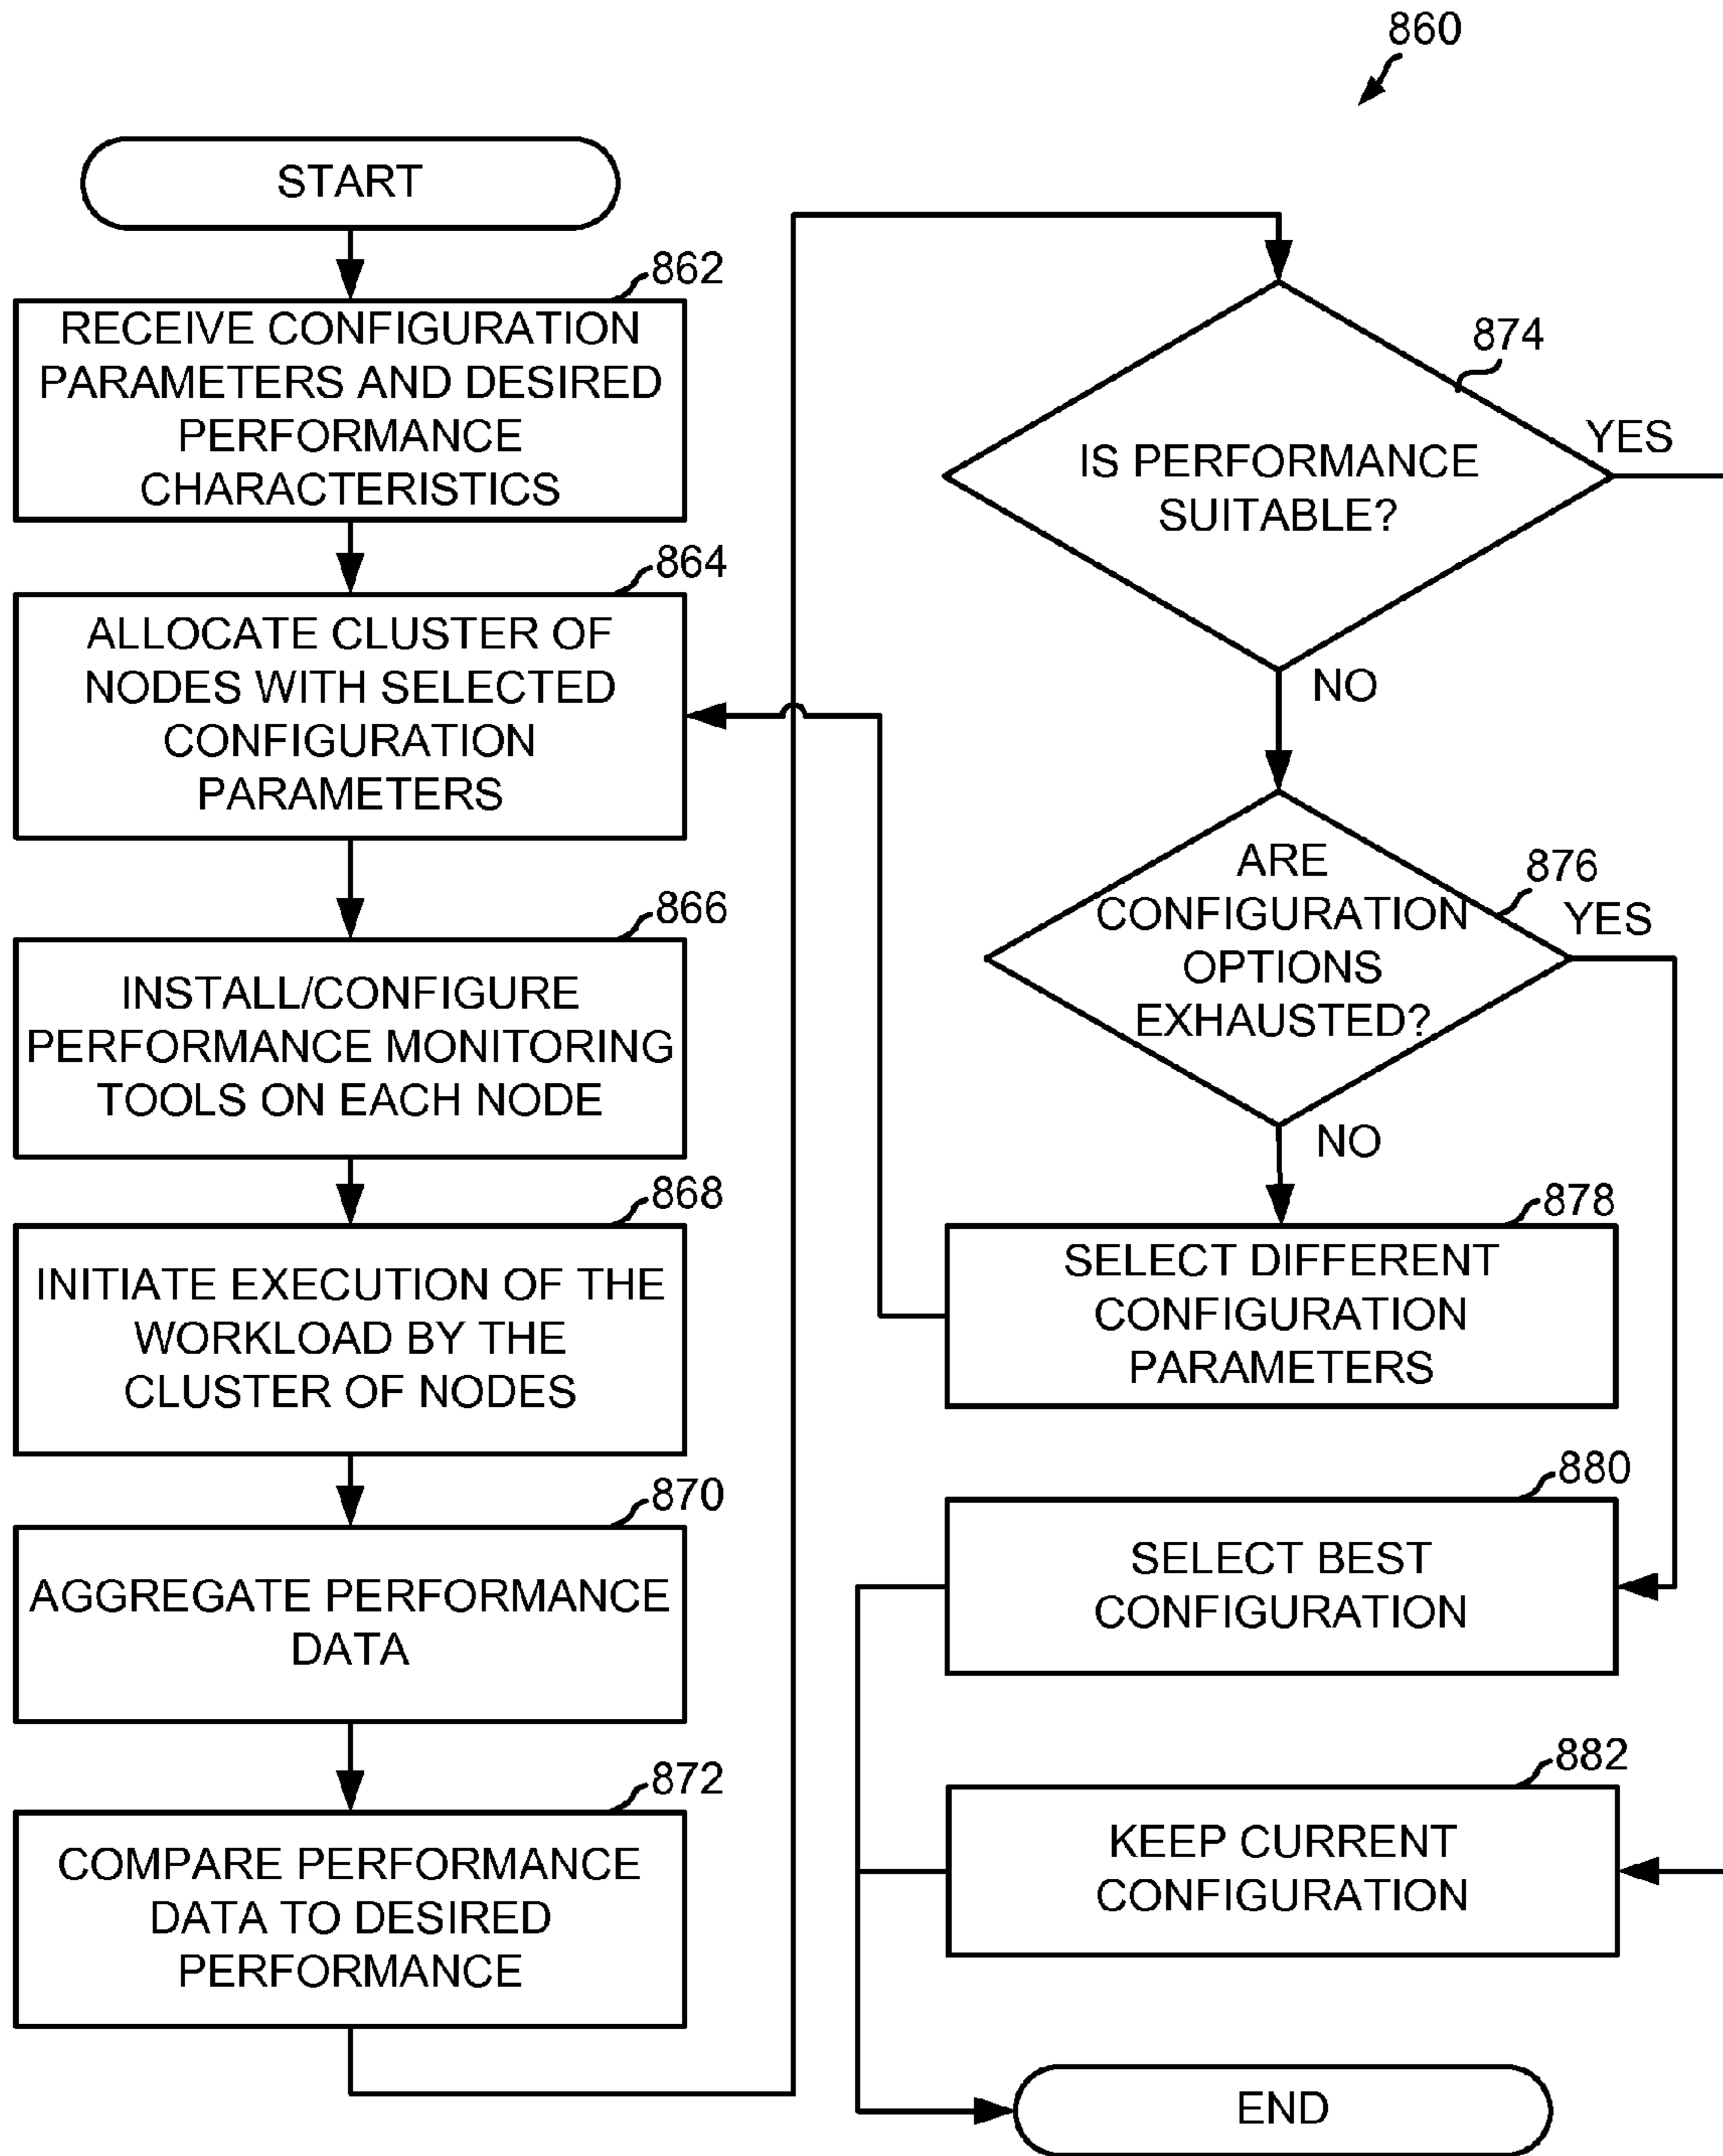 860
START
862
RECEIVE CONFIGURATION
PARAMETERS AND DESIRED
PERFORMANCE
CHARACTERISTICS
864
ALLOCATE CLUSTER OF
NODES WITH SELECTED
CONFIGURATION
PARAMETERS
866
INSTALL/CONFIGURE
PERFORMANCE MONITORING
TOOLS ON EACH NODE
868
INITIATE EXECUTION OF THE
WORKLOAD BY THE
CLUSTER OF NODES
870
AGGREGATE PERFORMANCE
DATA
872
COMPARE PERFORMANCE
DATA TO DESIRED
PERFORMANCE
874
IS PERFORMANCE
SUITABLE?
YES
NO
876
ARE
CONFIGURATION
OPTIONS
EXHAUSTED?
YES
NO
878
SELECT DIFFERENT
CONFIGURATION
PARAMETERS
880
SELECT BEST
CONFIGURATION
882
KEEP CURRENT
CONFIGURATION
END